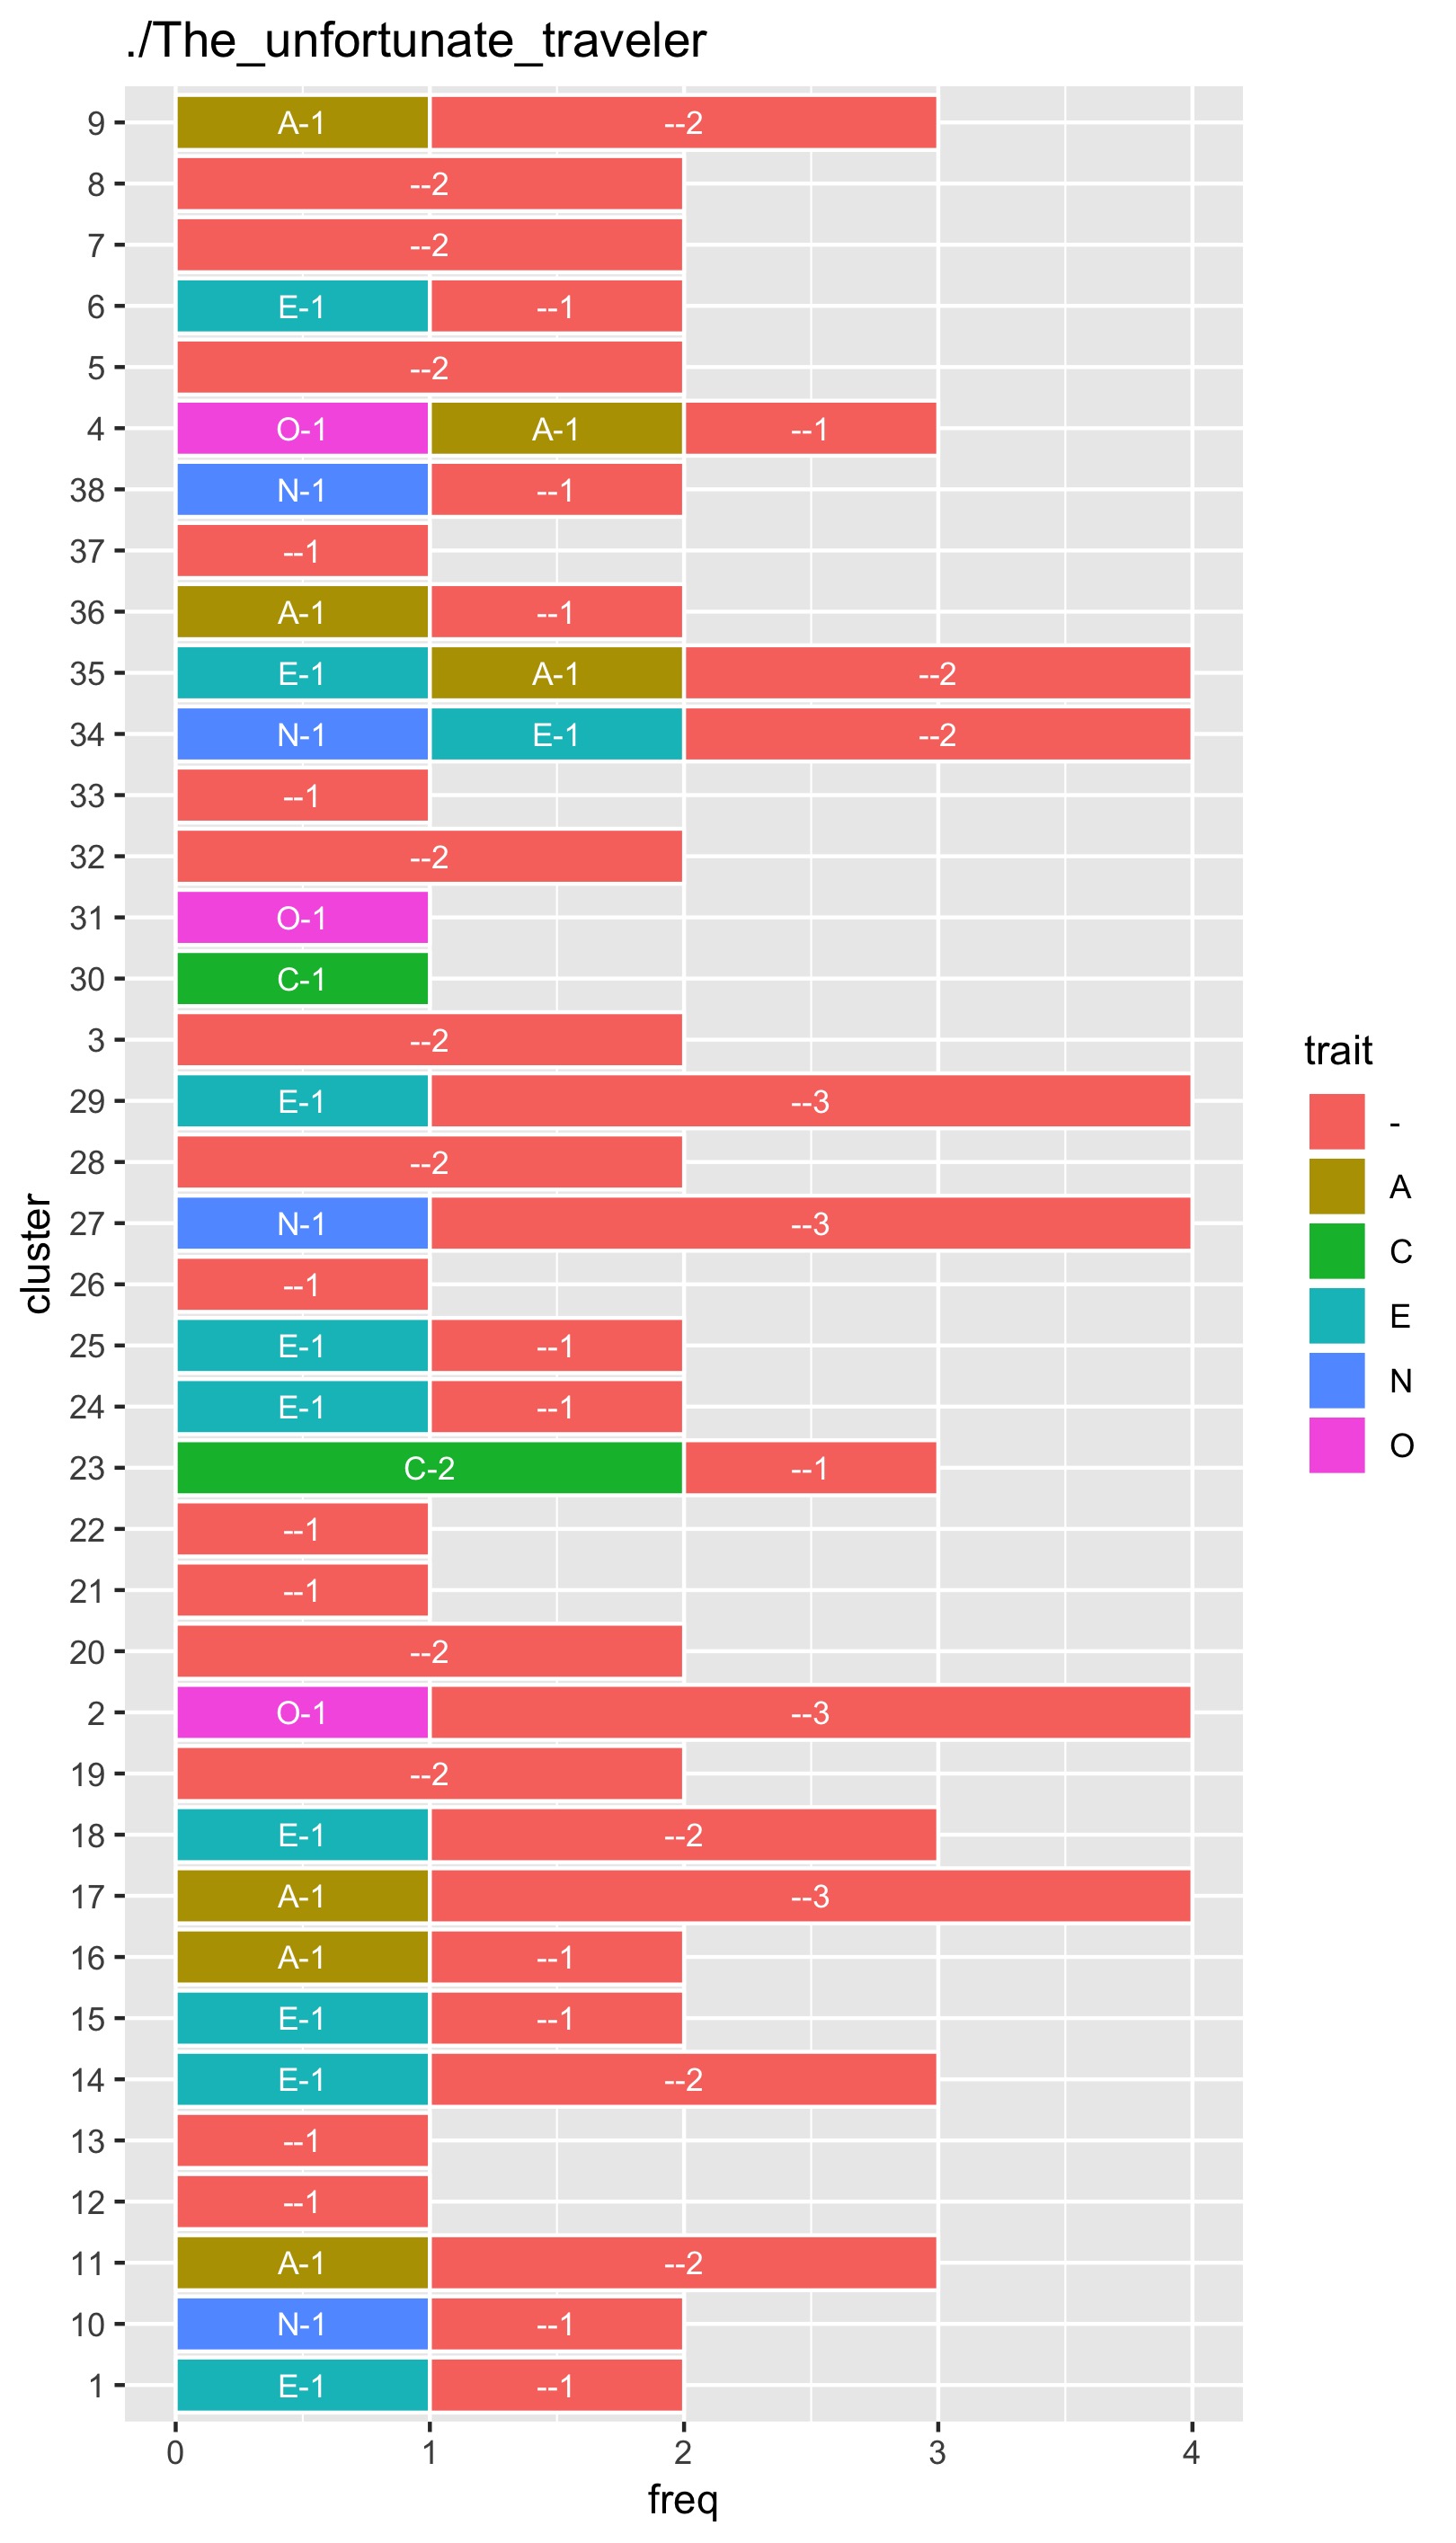 ./The_unfortunate_traveler
9 A-1 --2
8 --2
7 --2
6 E-1 --1
5 --2
4 O-1 A-1 --1
38 N-1 --1
37 --1
36 A-1 --1
35 E-1 A-1 --2
34 N-1 E-1 --2
33 --1
32 --2
31 O-1
30 C-1
3 --2
29 E-1 --3
28 --2
27 N-1 --3
26 --1
25 E-1 --1
24 E-1 --1
23 C-2 --1
22 --1
21 --1
20 --2
2 O-1 --3
19 --2
18 E-1 --2
17 A-1 --3
16 A-1 --1
15 E-1 --1
14 E-1 --2
13 --1
12 --1
11 A-1 --2
10 N-1 --1
1 E-1 --1
0 1 2 3 4
freq
cluster
trait
-
A
C
E
N
O